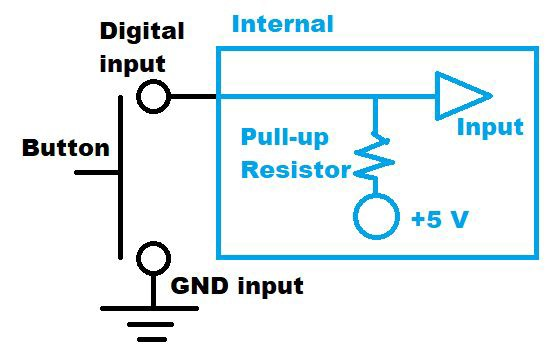 Digital
input
Internal
Button
Pull-up
Resistor
Input
+5 V
GND input